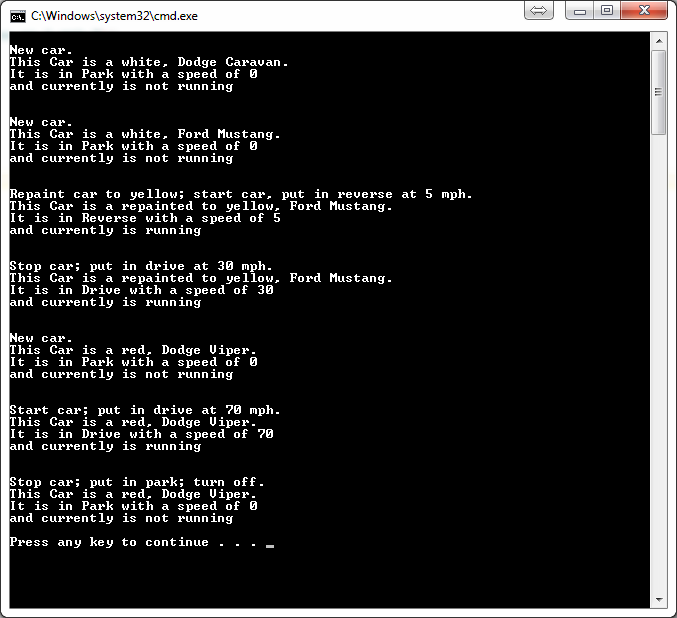 C:\Windows\system32\cmd.exe
New car.
This Car is a white, Dodge Caravan.
It is in Park with a speed of 0
and currently is not running
New car.
This Car is a white, Ford Mustang.
It is in Park with a speed of 0
and currently is not running
Repaint car to yellow; start car, put in reverse at 5 mph.
This Car is a repainted to yellow, Ford Mustang.
It is in Reverse with a speed of 5
and currently is running
Stop car; put in drive at 30 mph.
This Car is a repainted to yellow, Ford Mustang.
It is in Drive with a speed of 30
and currently is running
New car.
This Car is a red, Dodge Viper.
It is in Park with a speed of 0
and currently is not running
Start car; put in drive at 70 mph.
This Car is a red, Dodge Viper.
It is in Drive with a speed of 70
and currently is running
Stop car; put in park; turn off.
This Car is a red, Dodge Viper.
It is in Park with a speed of 0
and currently is not running
Press any key to continue . . . _